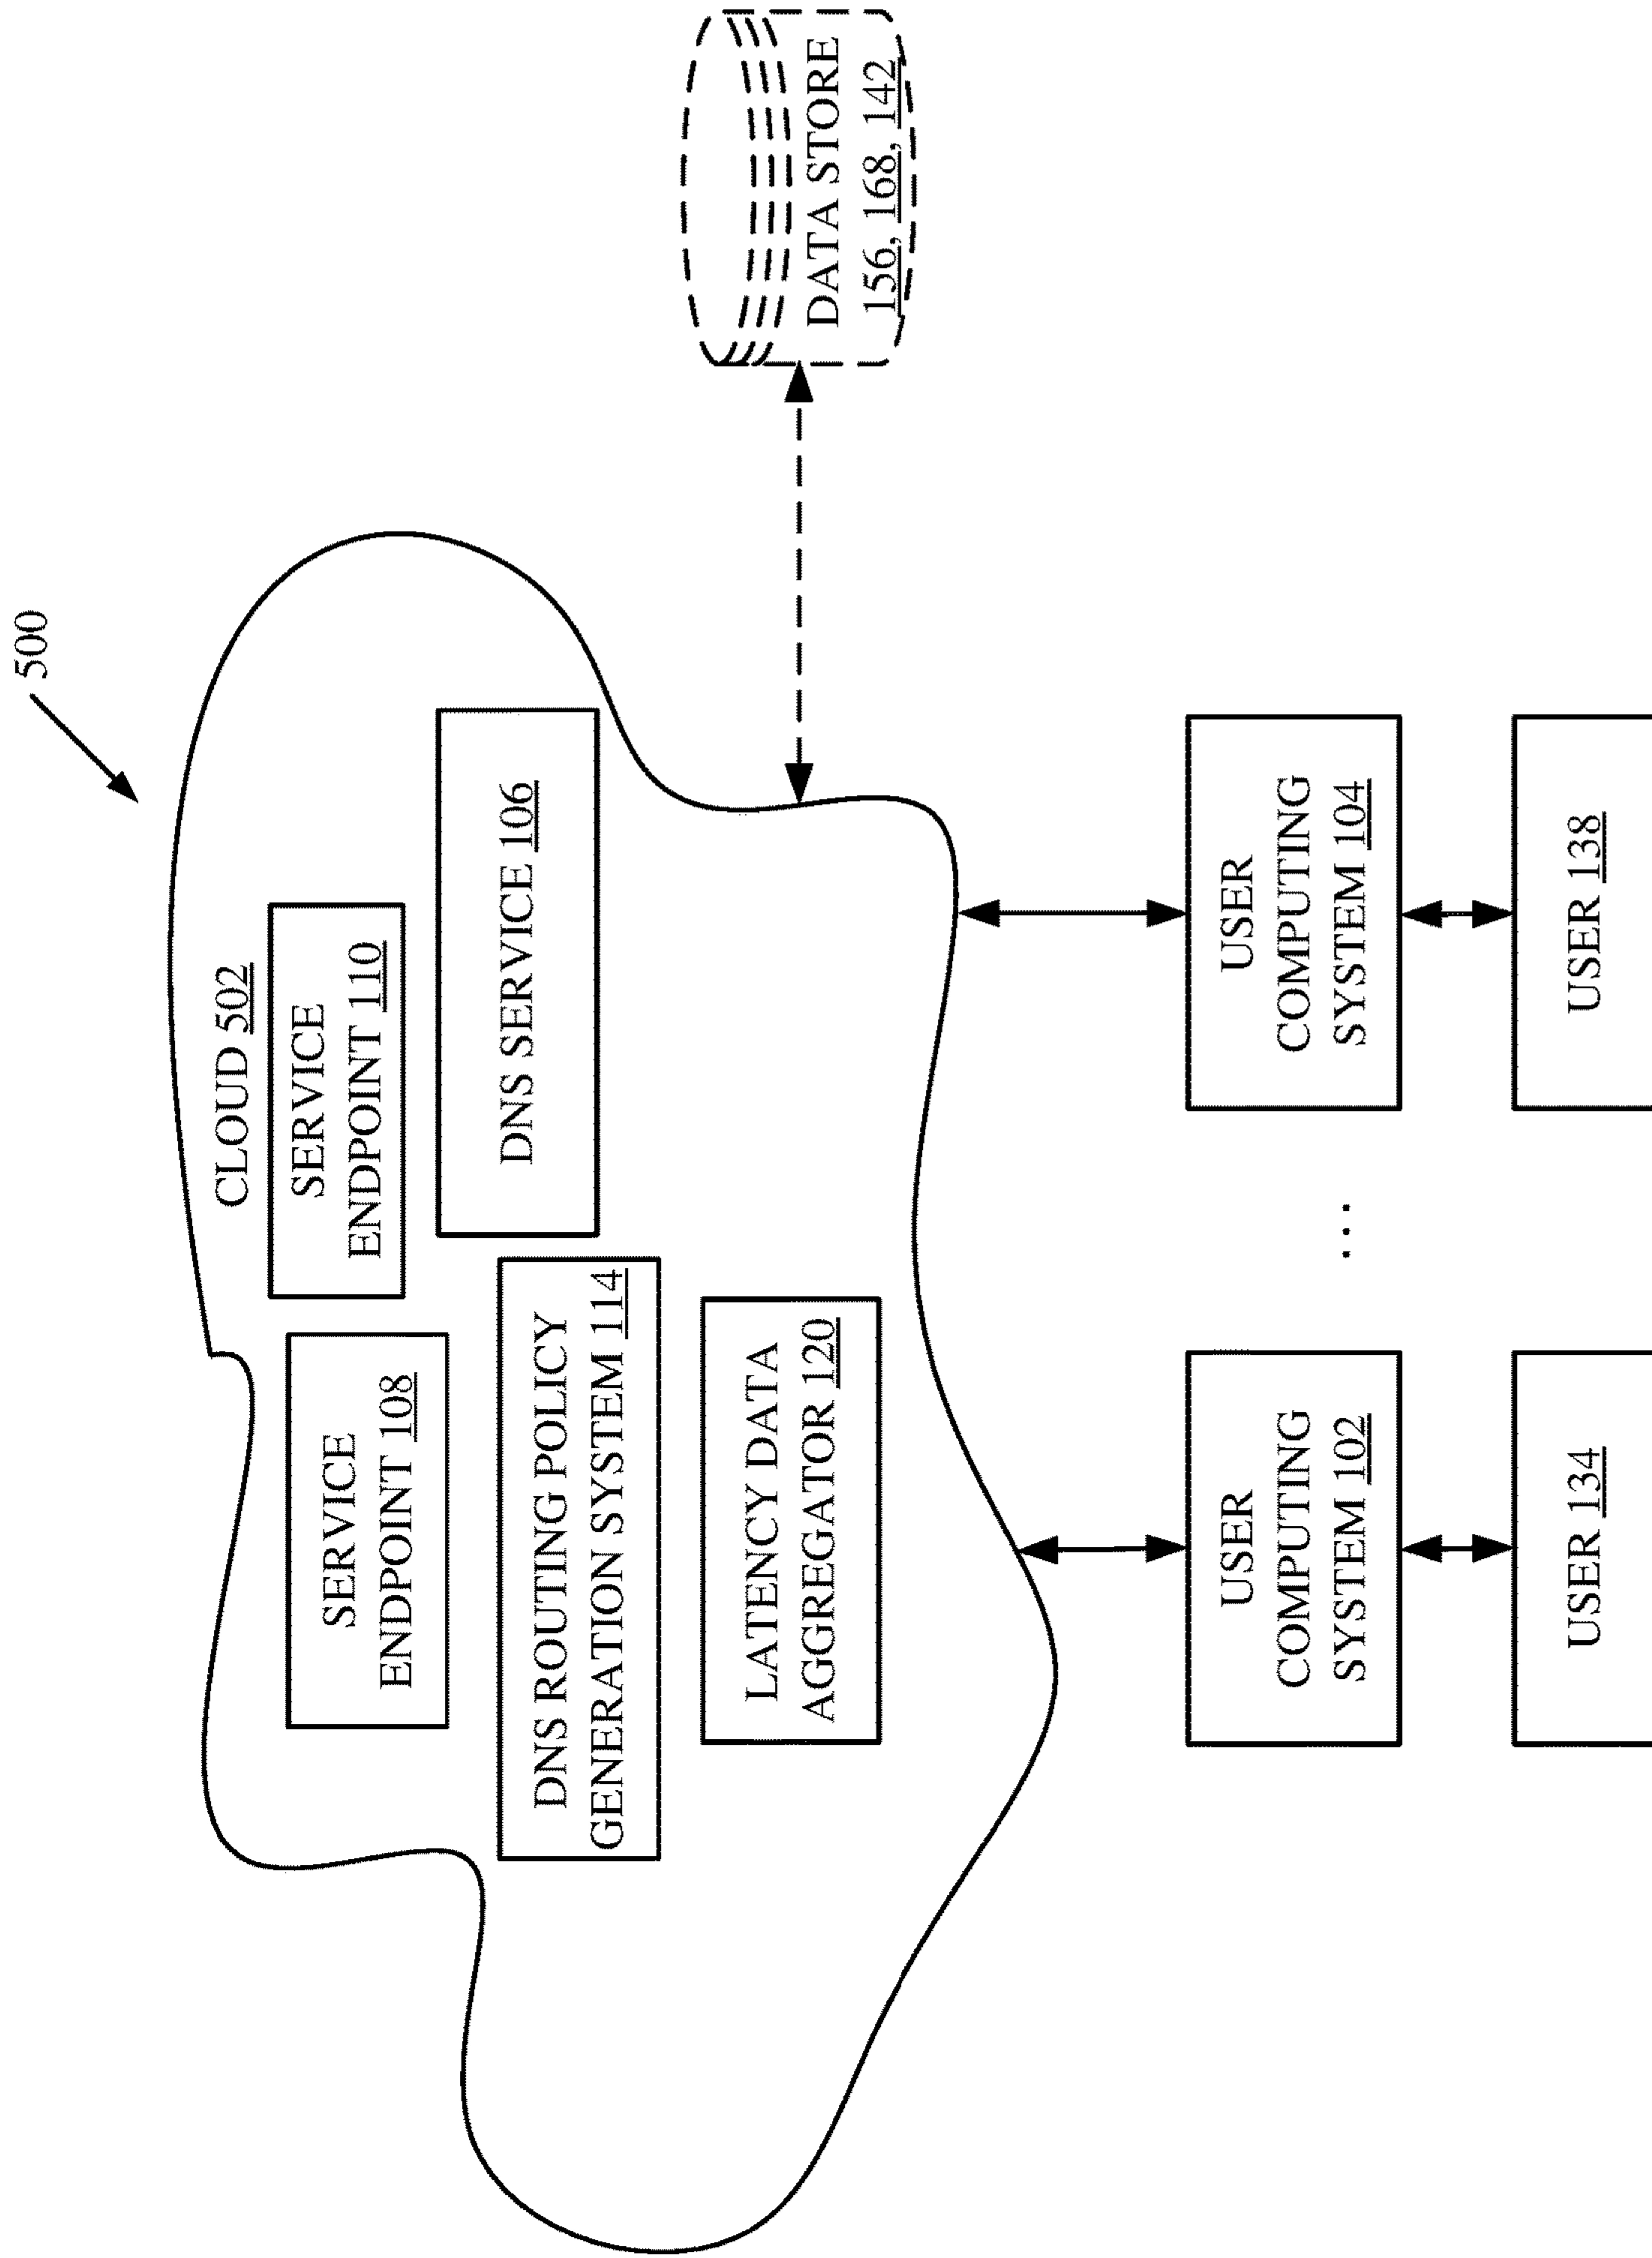 500
CLOUD 502
SERVICE
ENDPOINT 108
SERVICE
ENDPOINT 110
DNS ROUTING POLICY
GENERATION SYSTEM 114
DNS SERVICE 106
LATENCY DATA
AGGREGATOR 120
DATA STORE
156, 168, 142
USER
COMPUTING
SYSTEM 102
...
USER
COMPUTING
SYSTEM 104
USER 134
USER 138